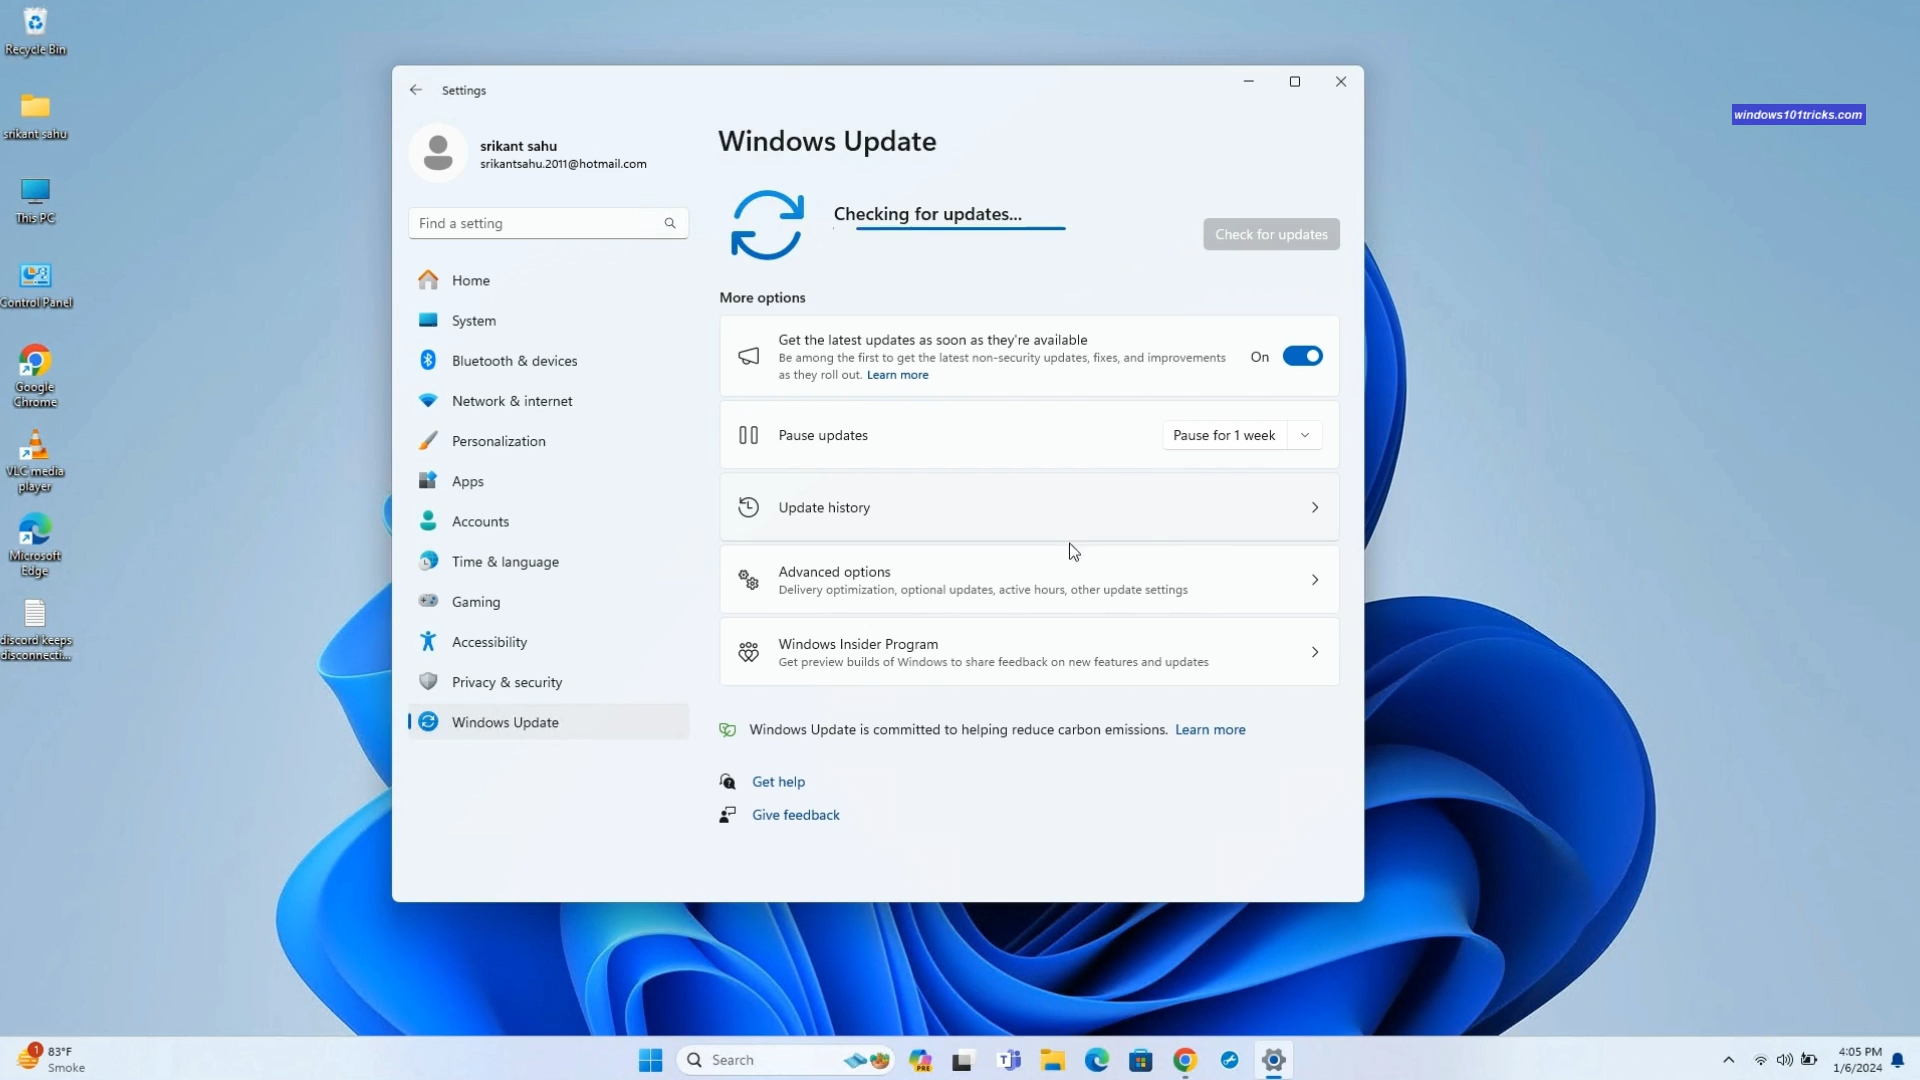 Recycle Bin
srikant sahu
This PC
Control Panel
Google
Chrome
VLC media
player
Microsoft
Edge
discord keeps
disconnecti...
Settings
srikant sahu
srikantsahu.2011@hotmail.com
Find a setting
Home
System
Bluetooth & devices
Network & internet
Personalization
Apps
Accounts
Time & language
Gaming
Accessibility
Privacy & security
Windows Update
Windows Update
Checking for updates...
Check for updates
More options
Get the latest updates as soon as they're available
Be among the first to get the latest non-security updates, fixes, and improvements
as they roll out. Learn more
On
Pause updates
Pause for 1 week
Update history
Advanced options
Delivery optimization, optional updates, active hours, other update settings
Windows Insider Program
Get preview builds of Windows to share feedback on new features and updates
Windows Update is committed to helping reduce carbon emissions. Learn more
Get help
Give feedback
windows101tricks.com
1
83°F
Smoke
Search
PRE
4:05 PM
1/6/2024